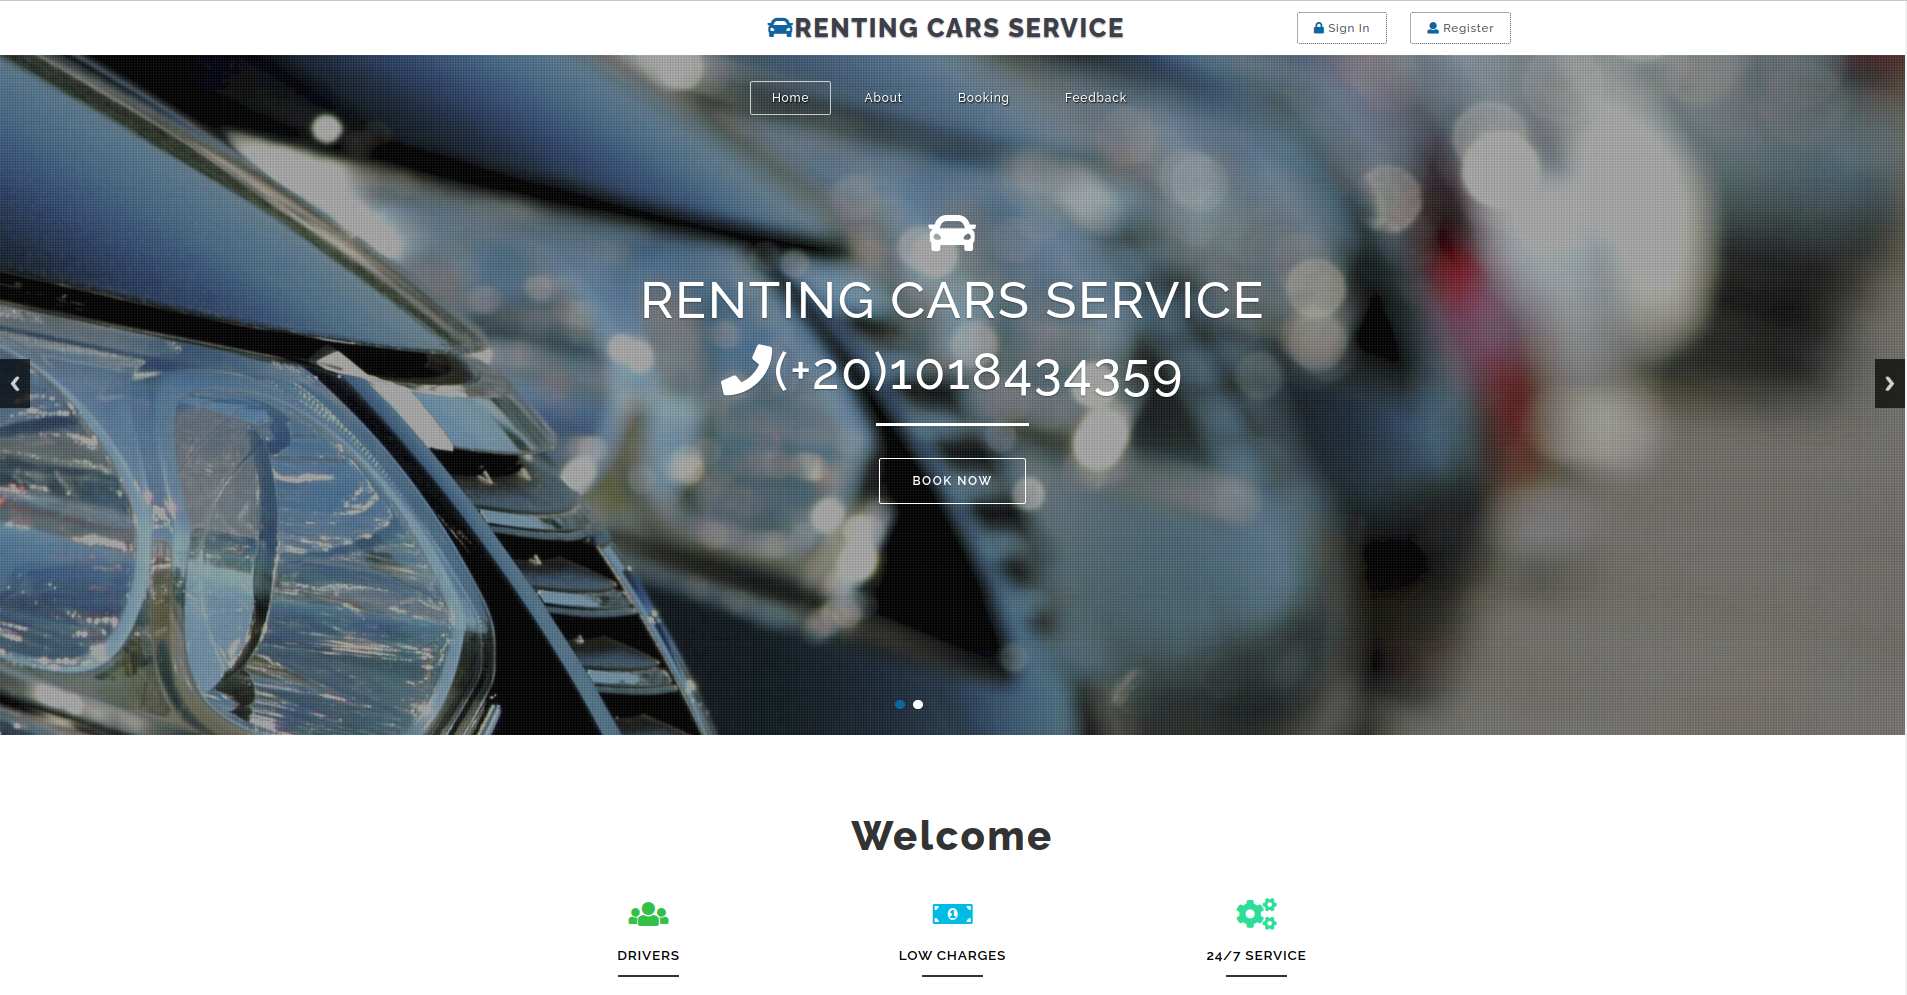 RENTING CARS SERVICE
Sign In
Register
Home
About
Booking
Feedback
RENTING CARS SERVICE
(+20)1018434359
BOOK NOW
Welcome
DRIVERS
LOW CHARGES
24/7 SERVICE